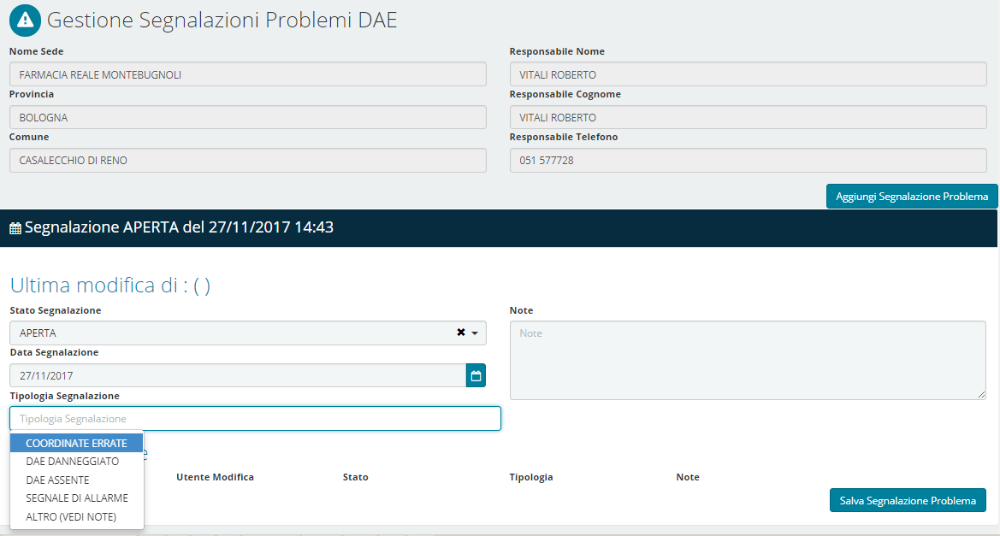 Gestione Segnalazioni Problemi DAE
Nome Sede
FARMACIA REALE MONTEBUGNOLI
Responsabile Nome
VITALI ROBERTO
Provincia
BOLOGNA
Responsabile Cognome
VITALI ROBERTO
Comune
CASALECCHIO DI RENO
Responsabile Telefono
051 577728
Aggiungi Segnalazione Problema
Segnalazione APERTA del 27/11/2017 14:43
Ultima modifica di : ( )
Stato Segnalazione
APERTA
Note
Note
Data Segnalazione
27/11/2017
Tipologia Segnalazione
Tipologia Segnalazione
COORDINATE ERRATE
DAE DANNEGGIATO
DAE ASSENTE
SEGNALE DI ALLARME
ALTRO (VEDI NOTE)
Utente Modifica Stato Tipologia Note
Salva Segnalazione Problema